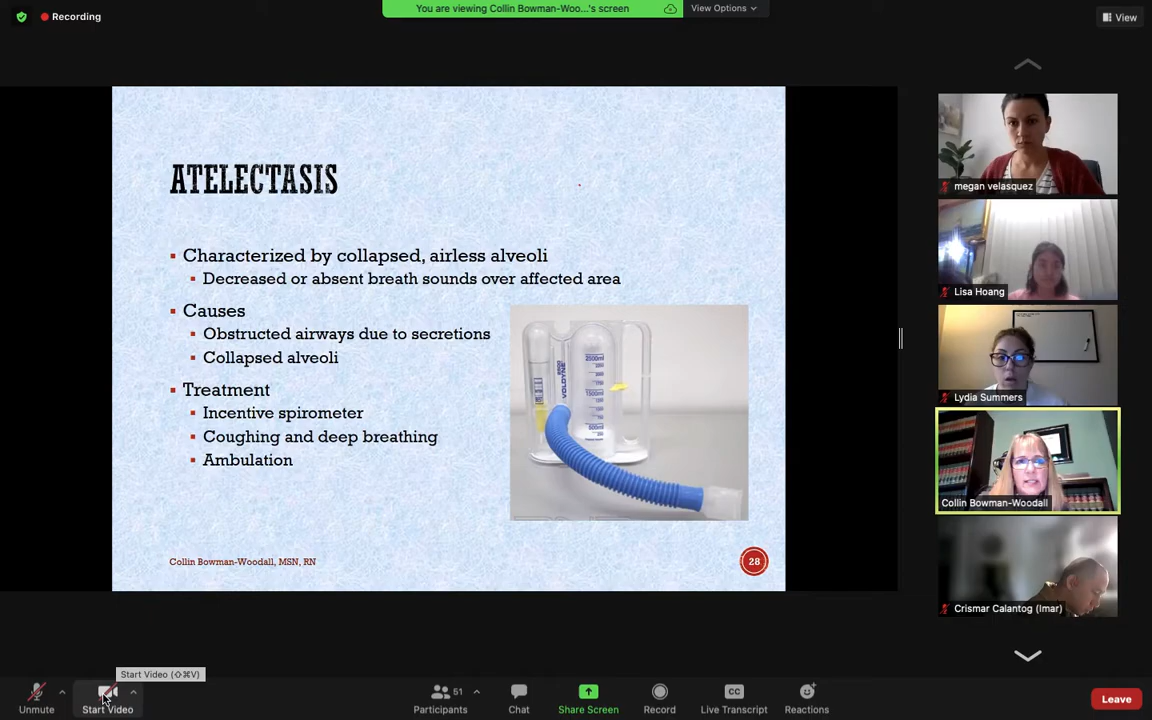 Recording
You are viewing Collin Bowman-Woo...'s screen
View Options
View
ATELECTASIS
Characterized by collapsed, airless alveoli
Decreased or absent breath sounds over affected area
Causes
Obstructed airways due to secretions
Collapsed alveoli
Treatment
Incentive spirometer
Coughing and deep breathing
Ambulation
VOLDYNE
2500ml
1500ml
Collin Bowman-Woodall, MSN, RN
28
megan velasquez
Lisa Hoang
Lydia Summers
Collin Bowman-Woodall
Crismar Calantog (Imar)
Start Video (⇧⌘V)
Unmute
Start Video
51
Participants
Chat
Share Screen
Record
CC
Live Transcript
Reactions
Leave